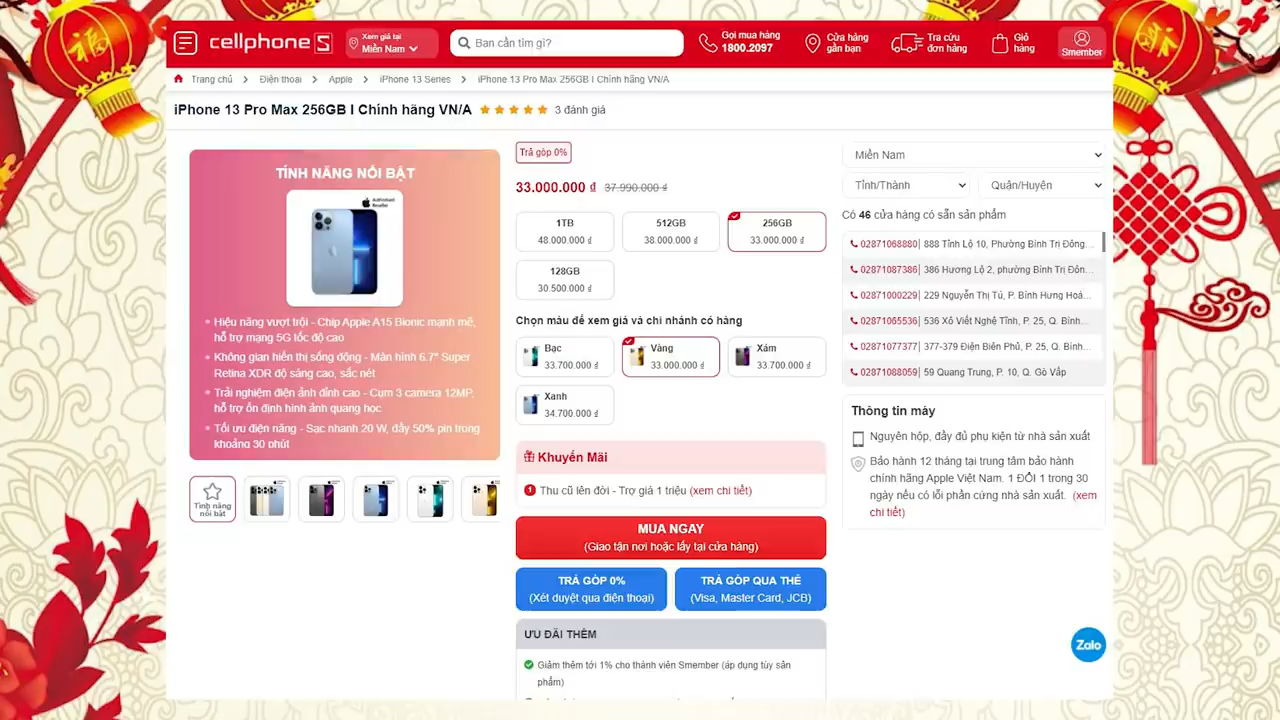 cellphoneS
Xem giá tại
Miền Nam
Bạn cần tìm gì?
Gọi mua hàng
1800.2097
Cửa hàng
gần bạn
Tra cứu
đơn hàng
Giỏ
hàng
Smember
Trang chủ
Điện thoại
Apple
iPhone 13 Series
iPhone 13 Pro Max 256GB I Chính hãng VN/A
iPhone 13 Pro Max 256GB I Chính hãng VN/A
3 đánh giá
TÍNH NĂNG NỔI BẬT
Authorised
Reseller
Hiệu năng vượt trội - Chip Apple A15 Bionic mạnh mẽ,
hỗ trợ mạng 5G tốc độ cao
Không gian hiển thị sống động - Màn hình 6.7" Super
Retina XDR độ sáng cao, sắc nét
Trải nghiệm điện ảnh đỉnh cao - Cụm 3 camera 12MP,
hỗ trợ ổn định hình ảnh quang học
Tối ưu điện năng - Sạc nhanh 20 W, đầy 50% pin trong
khoảng 30 phút
Tính năng
nổi bật
Trả góp 0%
33.000.000 ₫ 37.990.000 ₫
1TB
48.000.000 ₫
512GB
38.000.000 ₫
256GB
33.000.000 ₫
128GB
30.500.000 ₫
Chọn màu để xem giá và chi nhánh có hàng
Bạc
33.700.000 ₫
Vàng
33.000.000 ₫
Xám
33.700.000 ₫
Xanh
34.700.000 ₫
Khuyến Mãi
1 Thu cũ lên đời - Trợ giá 1 triệu (xem chi tiết)
MUA NGAY
(Giao tận nơi hoặc lấy tại cửa hàng)
TRẢ GÓP 0%
(Xét duyệt qua điện thoại)
TRẢ GÓP QUA THẺ
(Visa, Master Card, JCB)
ƯU ĐÃI THÊM
Giảm thêm tới 1% cho thành viên Smember (áp dụng tùy sản
phẩm)
Miền Nam
Tỉnh/Thành
Quận/Huyện
Có 46 cửa hàng có sẵn sản phẩm
02871068880| 888 Tỉnh Lộ 10, Phường Bình Trị Đông...
02871087386| 386 Hương Lộ 2, phường Bình Trị Đôn...
02871000229| 229 Nguyễn Thị Tú, P. Bình Hưng Hoà...
02871065536| 536 Xô Viết Nghệ Tĩnh, P. 25, Q. Bình...
02871077377| 377-379 Điện Biên Phủ, P. 25, Q. Bình...
02871088059| 59 Quang Trung, P. 10, Q. Gò Vấp
Thông tin máy
Nguyên hộp, đầy đủ phụ kiện từ nhà sản xuất
Bảo hành 12 tháng tại trung tâm bảo hành
chính hãng Apple Việt Nam. 1 ĐỔI 1 trong 30
ngày nếu có lỗi phần cứng nhà sản xuất. (xem
chi tiết)
Zalo
福
福